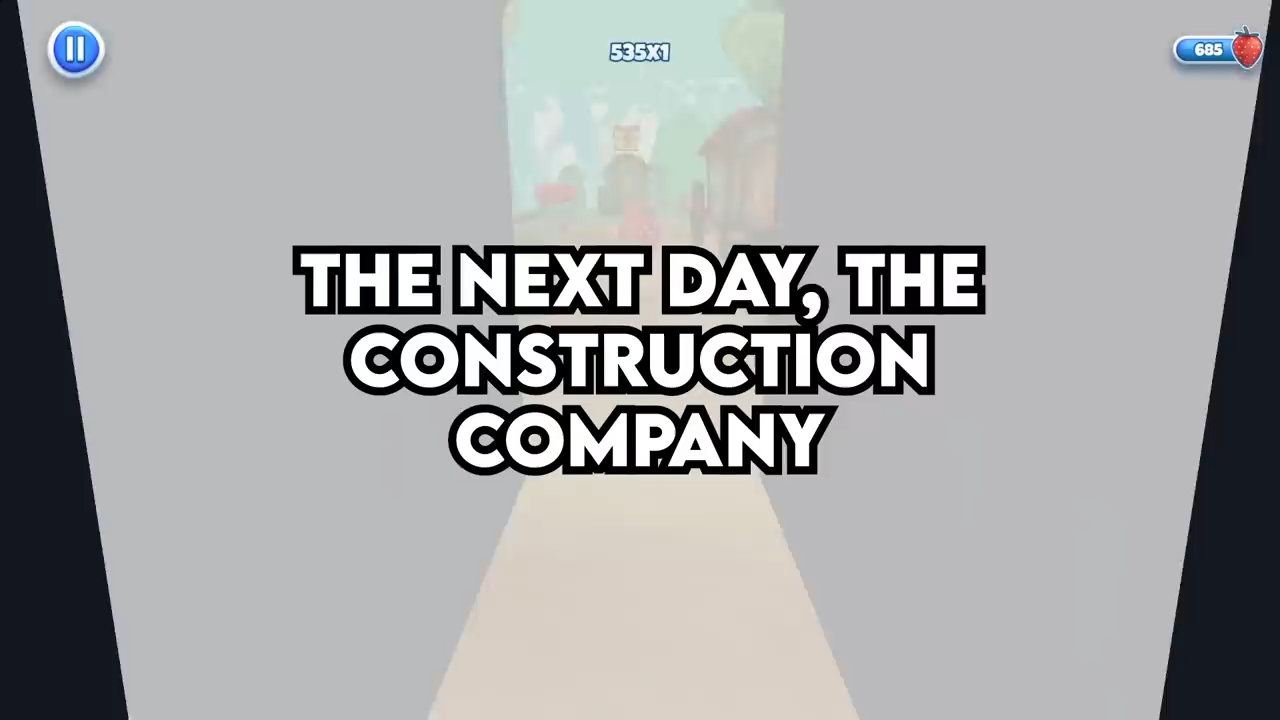 535X1
685
THE NEXT DAY, THE
CONSTRUCTION
COMPANY